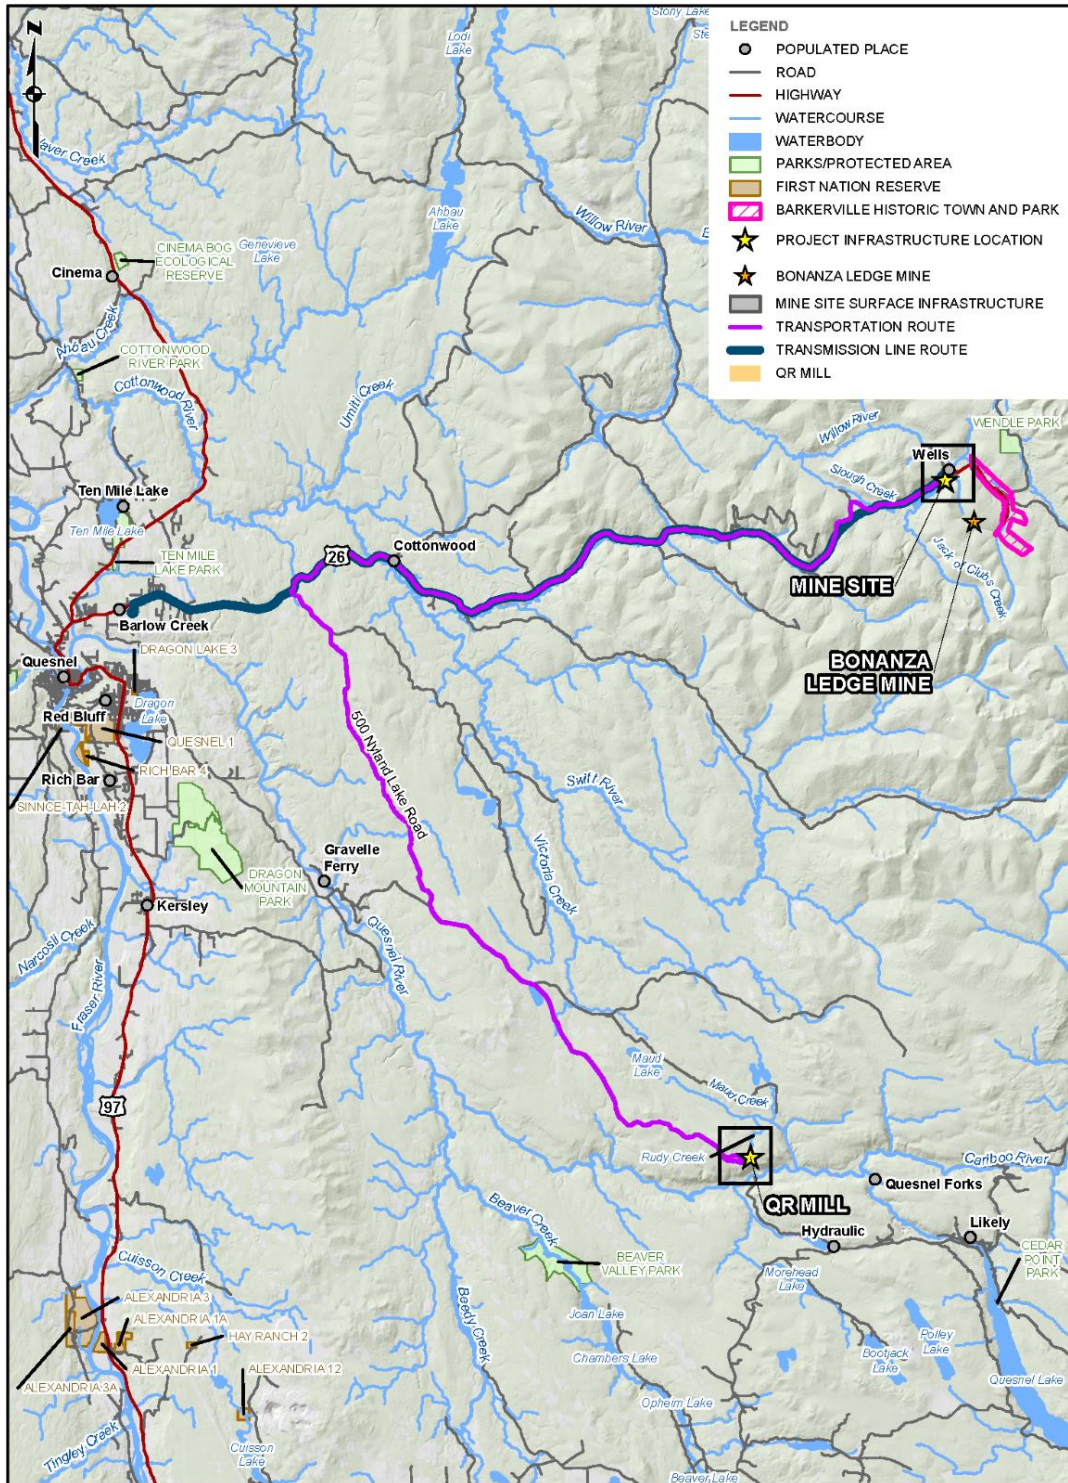 Stony Lake
Lodi
Lake
LEGEND
POPULATED PLACE
ROAD
HIGHWAY
WATERCOURSE
WATERBODY
PARKS/PROTECTED AREA
FIRST NATION RESERVE
BARKERVILLE HISTORIC TOWN AND PARK
PROJECT INFRASTRUCTURE LOCATION
BONANZA LEDGE MINE
MINE SITE SURFACE INFRASTRUCTURE
TRANSPORTATION ROUTE
TRANSMISSION LINE ROUTE
QR MILL
Z
Ahbau
Lake
Willow River
Genevieve
Lake
CINEMA BOG
ECOLOGICAL
RESERVE
Cinema
Ahbau Creek
COTTONWOOD
RIVER PARK
Cottonwood
River
Umiti Creek
Willow River
WENDLE PARK
Wells
Slough Creek
Ten Mile Lake
Ten Mile Lake
TEN MILE
LAKE PARK
26
Cottonwood
Jack of Clubs Creek
MINE SITE
Barlow Creek
DRAGON LAKE 3
BONANZA
LEDGE MINE
Quesnel
Dragon
Lake
Red Bluff
QUESNEL 1
RICH BAR 4
Rich Bar
SINNCE-TAH-LAH 2
500 Nyland Lake Road
Swift River
Victoria Creek
Gravelle
Ferry
DRAGON
MOUNTAIN
PARK
Kersley
Quesnel River
Narcosli Creek
Fraser River
Maud
Lake
Maud Creek
97
Rudy Creek
Cariboo River
QR MILL
Quesnel Forks
Beaver Creek
Hydraulic
Likely
CEDAR
POINT
PARK
Cuisson Creek
BEAVER
VALLEY PARK
Morehead
Lake
ALEXANDRIA 3
ALEXANDRIA 1A
Joan Lake
Beedy Creek
HAY RANCH 2
Polley
Lake
Bootjack
Lake
ALEXANDRIA 1
ALEXANDRIA 12
Chambers Lake
ALEXANDRIA 3A
Quesnel Lake
Opheim Lake
Tingley Creek
Cuisson
Lake
Beaver Lake